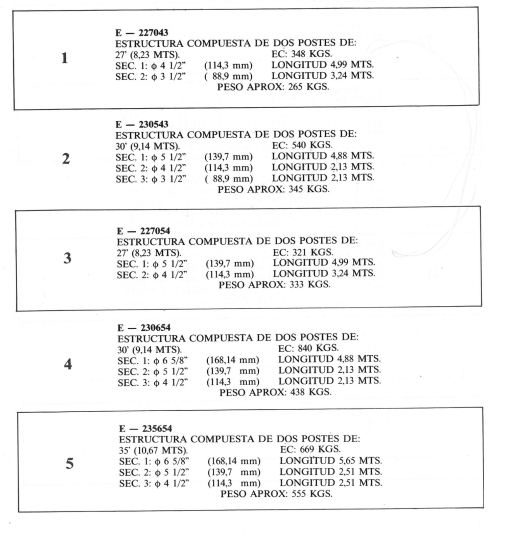 1
E — 227043
ESTRUCTURA COMPUESTA DE DOS POSTES DE:
27' (8,23 MTS). EC: 348 KGS.
SEC. 1: ϕ 4 1/2" (114,3 mm) LONGITUD 4,99 MTS.
SEC. 2: ϕ 3 1/2" ( 88,9 mm) LONGITUD 3,24 MTS.
PESO APROX: 265 KGS.
2
E — 230543
ESTRUCTURA COMPUESTA DE DOS POSTES DE:
30' (9,14 MTS). EC: 540 KGS.
SEC. 1: ϕ 5 1/2" (139,7 mm) LONGITUD 4,88 MTS.
SEC. 2: ϕ 4 1/2" (114,3 mm) LONGITUD 2,13 MTS.
SEC. 3: ϕ 3 1/2" ( 88,9 mm) LONGITUD 2,13 MTS.
PESO APROX: 345 KGS.
3
E — 227054
ESTRUCTURA COMPUESTA DE DOS POSTES DE:
27' (8,23 MTS). EC: 321 KGS.
SEC. 1: ϕ 5 1/2" (139,7 mm) LONGITUD 4,99 MTS.
SEC. 2: ϕ 4 1/2" (114,3 mm) LONGITUD 3,24 MTS.
PESO APROX: 333 KGS.
4
E — 230654
ESTRUCTURA COMPUESTA DE DOS POSTES DE:
30' (9,14 MTS). EC: 840 KGS.
SEC. 1: ϕ 6 5/8" (168,14 mm) LONGITUD 4,88 MTS.
SEC. 2: ϕ 5 1/2" (139,7 mm) LONGITUD 2,13 MTS.
SEC. 3: ϕ 4 1/2" (114,3 mm) LONGITUD 2,13 MTS.
PESO APROX: 438 KGS.
5
E — 235654
ESTRUCTURA COMPUESTA DE DOS POSTES DE:
35' (10,67 MTS). EC: 669 KGS.
SEC. 1: ϕ 6 5/8" (168,14 mm) LONGITUD 5,65 MTS.
SEC. 2: ϕ 5 1/2" (139,7 mm) LONGITUD 2,51 MTS.
SEC. 3: ϕ 4 1/2" (114,3 mm) LONGITUD 2,51 MTS.
PESO APROX: 555 KGS.